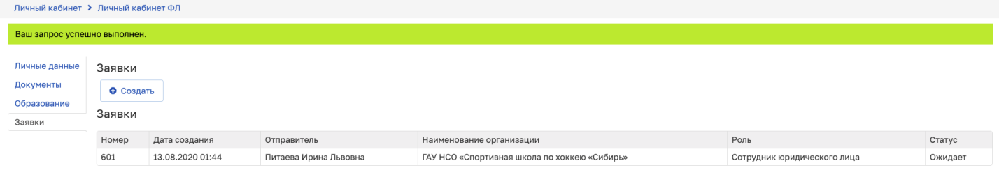 Личный кабинет > Личный кабинет ФЛ
Ваш запрос успешно выполнен.
Личные данные
Документы
Образование
Заявки
Заявки
Создать
Заявки
Номер Дата создания Отправитель Наименование организации Роль Статус
601 13.08.2020 01:44 Питаева Ирина Львовна ГАУ НСО «Спортивная школа по хоккею «Сибирь» Сотрудник юридического лица Ожидает